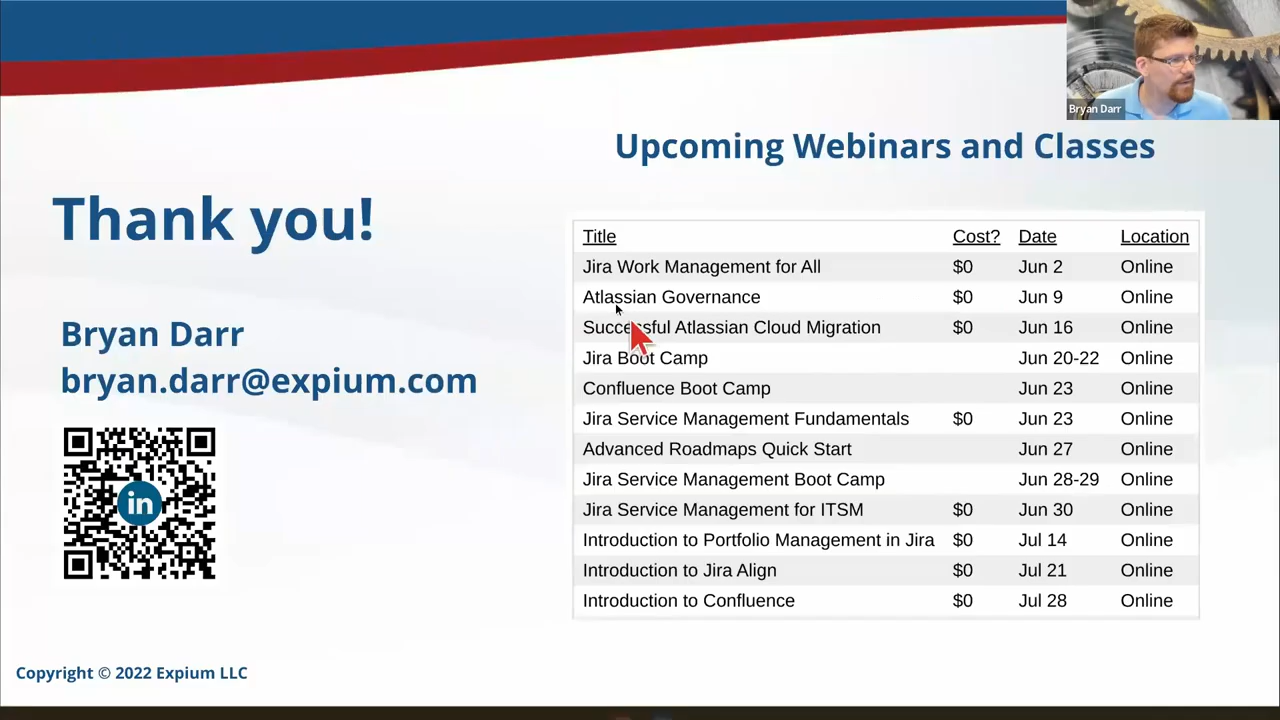 Bryan Darr
Upcoming Webinars and Classes
Thank you!
Bryan Darr
bryan.darr@expium.com
in
Title Cost? Date Location
Jira Work Management for All $0 Jun 2 Online
Atlassian Governance $0 Jun 9 Online
Successful Atlassian Cloud Migration $0 Jun 16 Online
Jira Boot Camp Jun 20-22 Online
Confluence Boot Camp Jun 23 Online
Jira Service Management Fundamentals $0 Jun 23 Online
Advanced Roadmaps Quick Start Jun 27 Online
Jira Service Management Boot Camp Jun 28-29 Online
Jira Service Management for ITSM $0 Jun 30 Online
Introduction to Portfolio Management in Jira $0 Jul 14 Online
Introduction to Jira Align $0 Jul 21 Online
Introduction to Confluence $0 Jul 28 Online
Copyright © 2022 Expium LLC